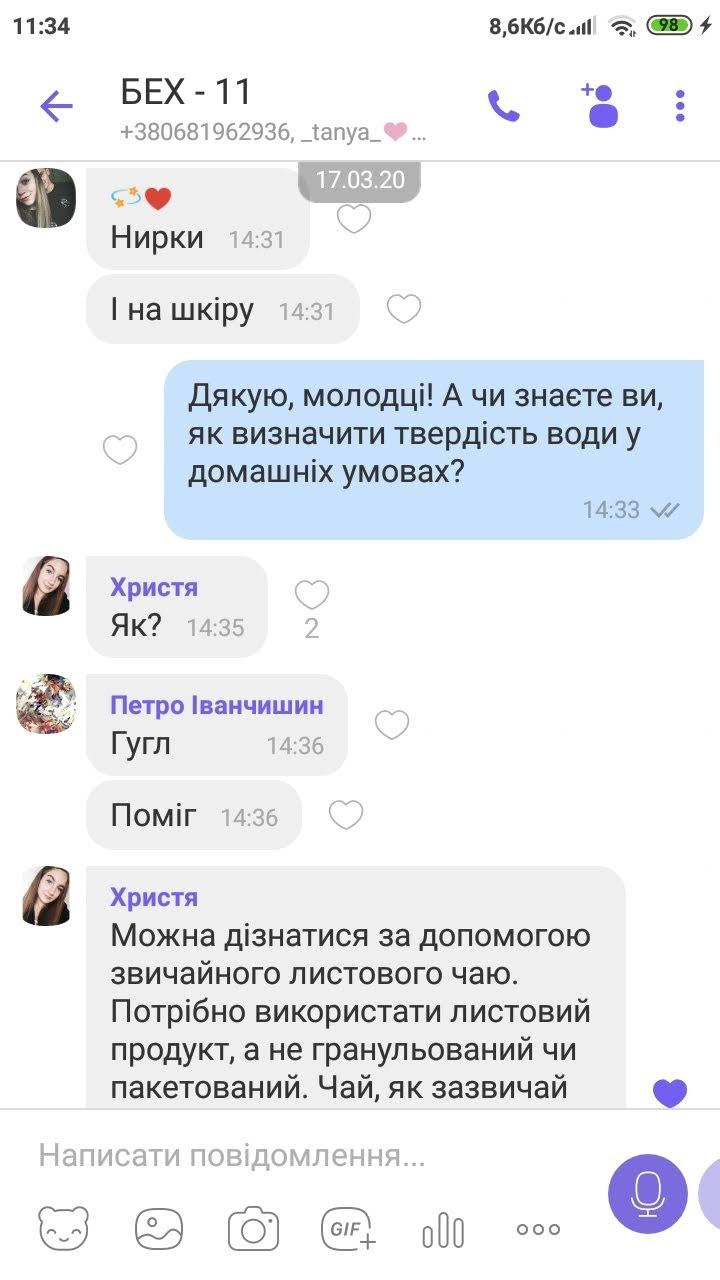 11:34
8,6Кб/с
98
БЕХ - 11
+380681962936, _tanya_🩷...
17.03.20
💫❤️
Нирки 14:31
І на шкіру 14:31
Дякую, молодці! А чи знаєте ви,
як визначити твердість води у
домашніх умовах?
14:33
Христя
Як? 14:35
2
Петро Іванчишин
Гугл 14:36
Поміг 14:36
Христя
Можна дізнатися за допомогою
звичайного листового чаю.
Потрібно використати листовий
продукт, а не гранульований чи
пакетований. Чай, як зазвичай
Написати повідомлення...
GIF